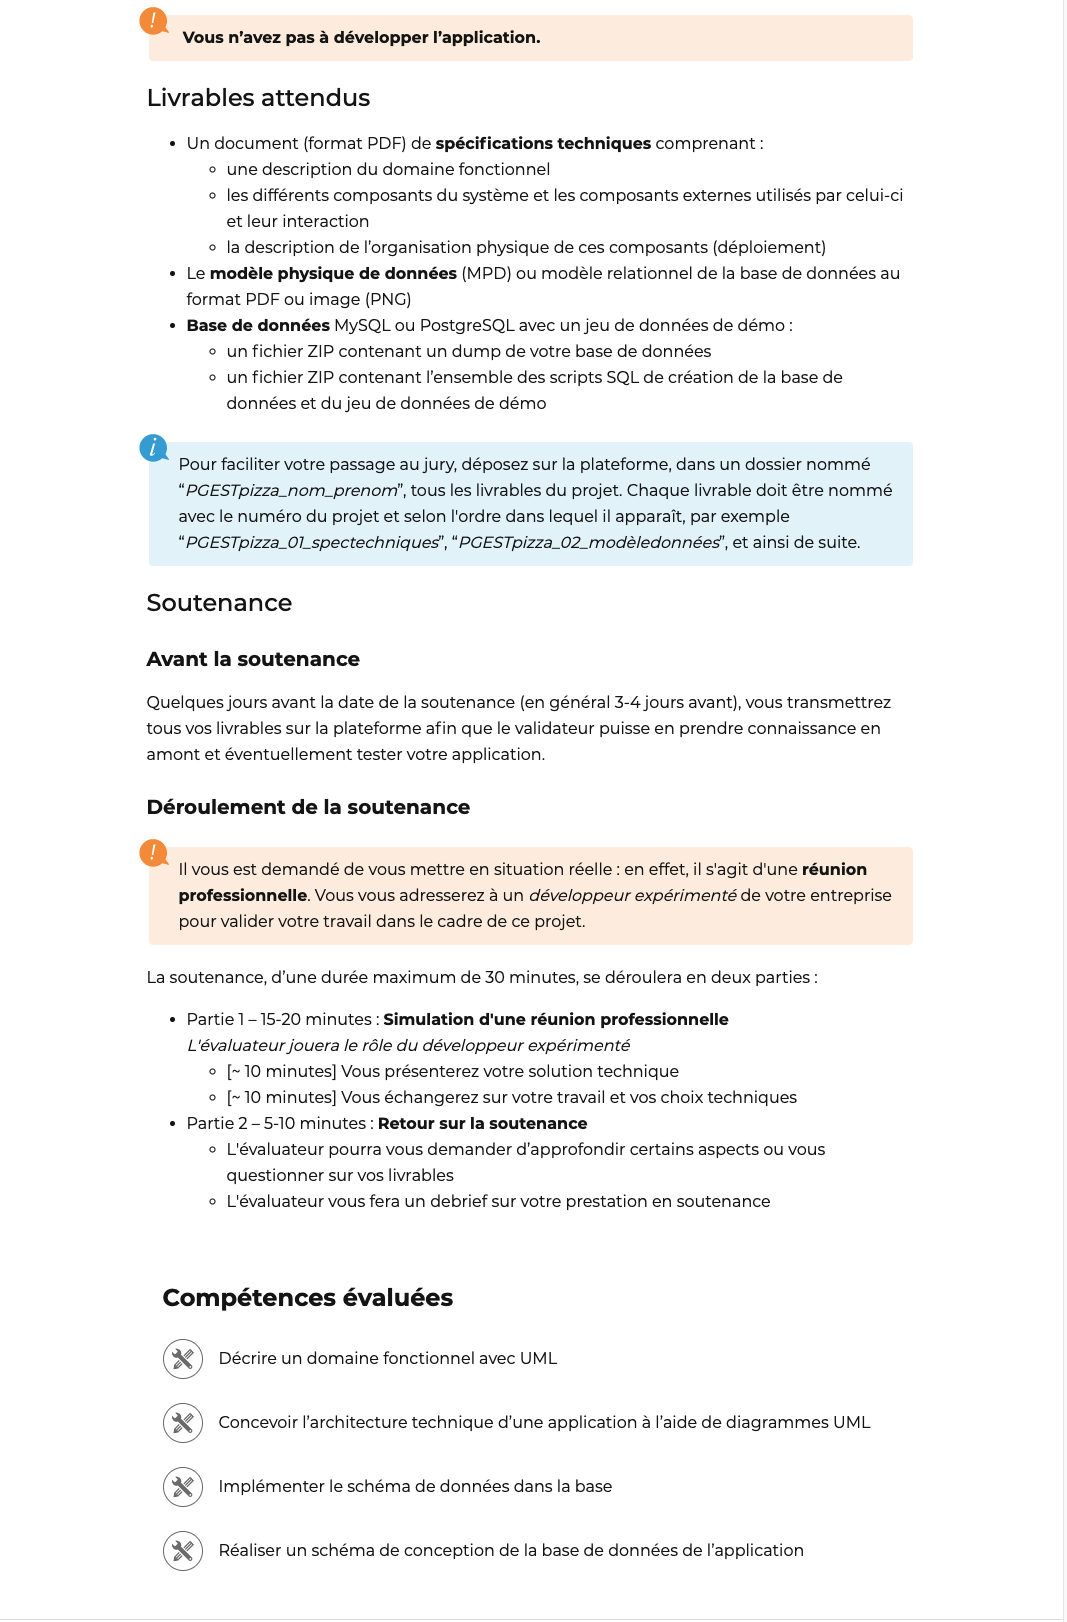 Vous n’avez pas à développer l’application.
Livrables attendus
• Un document (format PDF) de spécifications techniques comprenant :
◦ une description du domaine fonctionnel
◦ les différents composants du système et les composants externes utilisés par celui-ci
et leur interaction
◦ la description de l’organisation physique de ces composants (déploiement)
• Le modèle physique de données (MPD) ou modèle relationnel de la base de données au
format PDF ou image (PNG)
• Base de données MySQL ou PostgreSQL avec un jeu de données de démo :
◦ un fichier ZIP contenant un dump de votre base de données
◦ un fichier ZIP contenant l’ensemble des scripts SQL de création de la base de
données et du jeu de données de démo
Pour faciliter votre passage au jury, déposez sur la plateforme, dans un dossier nommé
“PGESTpizza_nom_prenom”, tous les livrables du projet. Chaque livrable doit être nommé
avec le numéro du projet et selon l'ordre dans lequel il apparaît, par exemple
“PGESTpizza_01_spectechniques”, “PGESTpizza_02_modèledonnées”, et ainsi de suite.
Soutenance
Avant la soutenance
Quelques jours avant la date de la soutenance (en général 3-4 jours avant), vous transmettrez
tous vos livrables sur la plateforme afin que le validateur puisse en prendre connaissance en
amont et éventuellement tester votre application.
Déroulement de la soutenance
Il vous est demandé de vous mettre en situation réelle : en effet, il s'agit d'une réunion
professionnelle. Vous vous adresserez à un développeur expérimenté de votre entreprise
pour valider votre travail dans le cadre de ce projet.
La soutenance, d’une durée maximum de 30 minutes, se déroulera en deux parties :
• Partie 1 – 15-20 minutes : Simulation d'une réunion professionnelle
L'évaluateur jouera le rôle du développeur expérimenté
◦ [~ 10 minutes] Vous présenterez votre solution technique
◦ [~ 10 minutes] Vous échangerez sur votre travail et vos choix techniques
• Partie 2 – 5-10 minutes : Retour sur la soutenance
◦ L'évaluateur pourra vous demander d’approfondir certains aspects ou vous
questionner sur vos livrables
◦ L'évaluateur vous fera un debrief sur votre prestation en soutenance
Compétences évaluées
Décrire un domaine fonctionnel avec UML
Concevoir l’architecture technique d’une application à l’aide de diagrammes UML
Implémenter le schéma de données dans la base
Réaliser un schéma de conception de la base de données de l’application